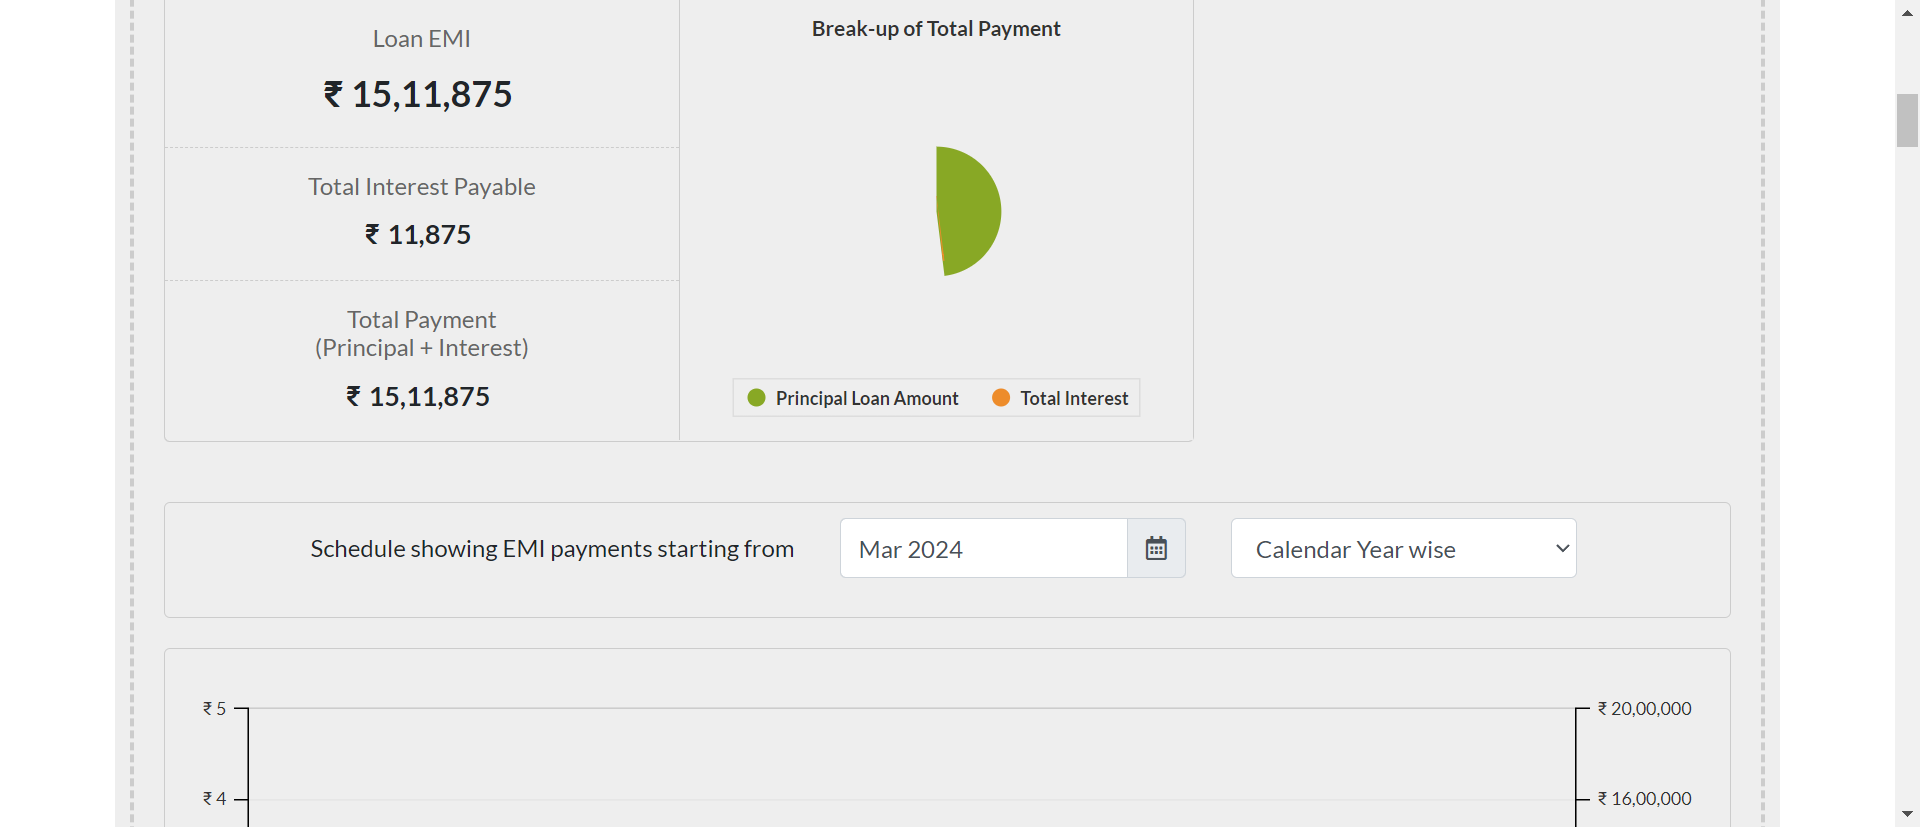 Loan EMI
₹ 15,11,875
Total Interest Payable
₹ 11,875
Total Payment
(Principal + Interest)
₹ 15,11,875
Break-up of Total Payment
Principal Loan Amount
Total Interest
Schedule showing EMI payments starting from
Mar 2024
Calendar Year wise
₹ 5
₹ 20,00,000
₹ 4
₹ 16,00,000